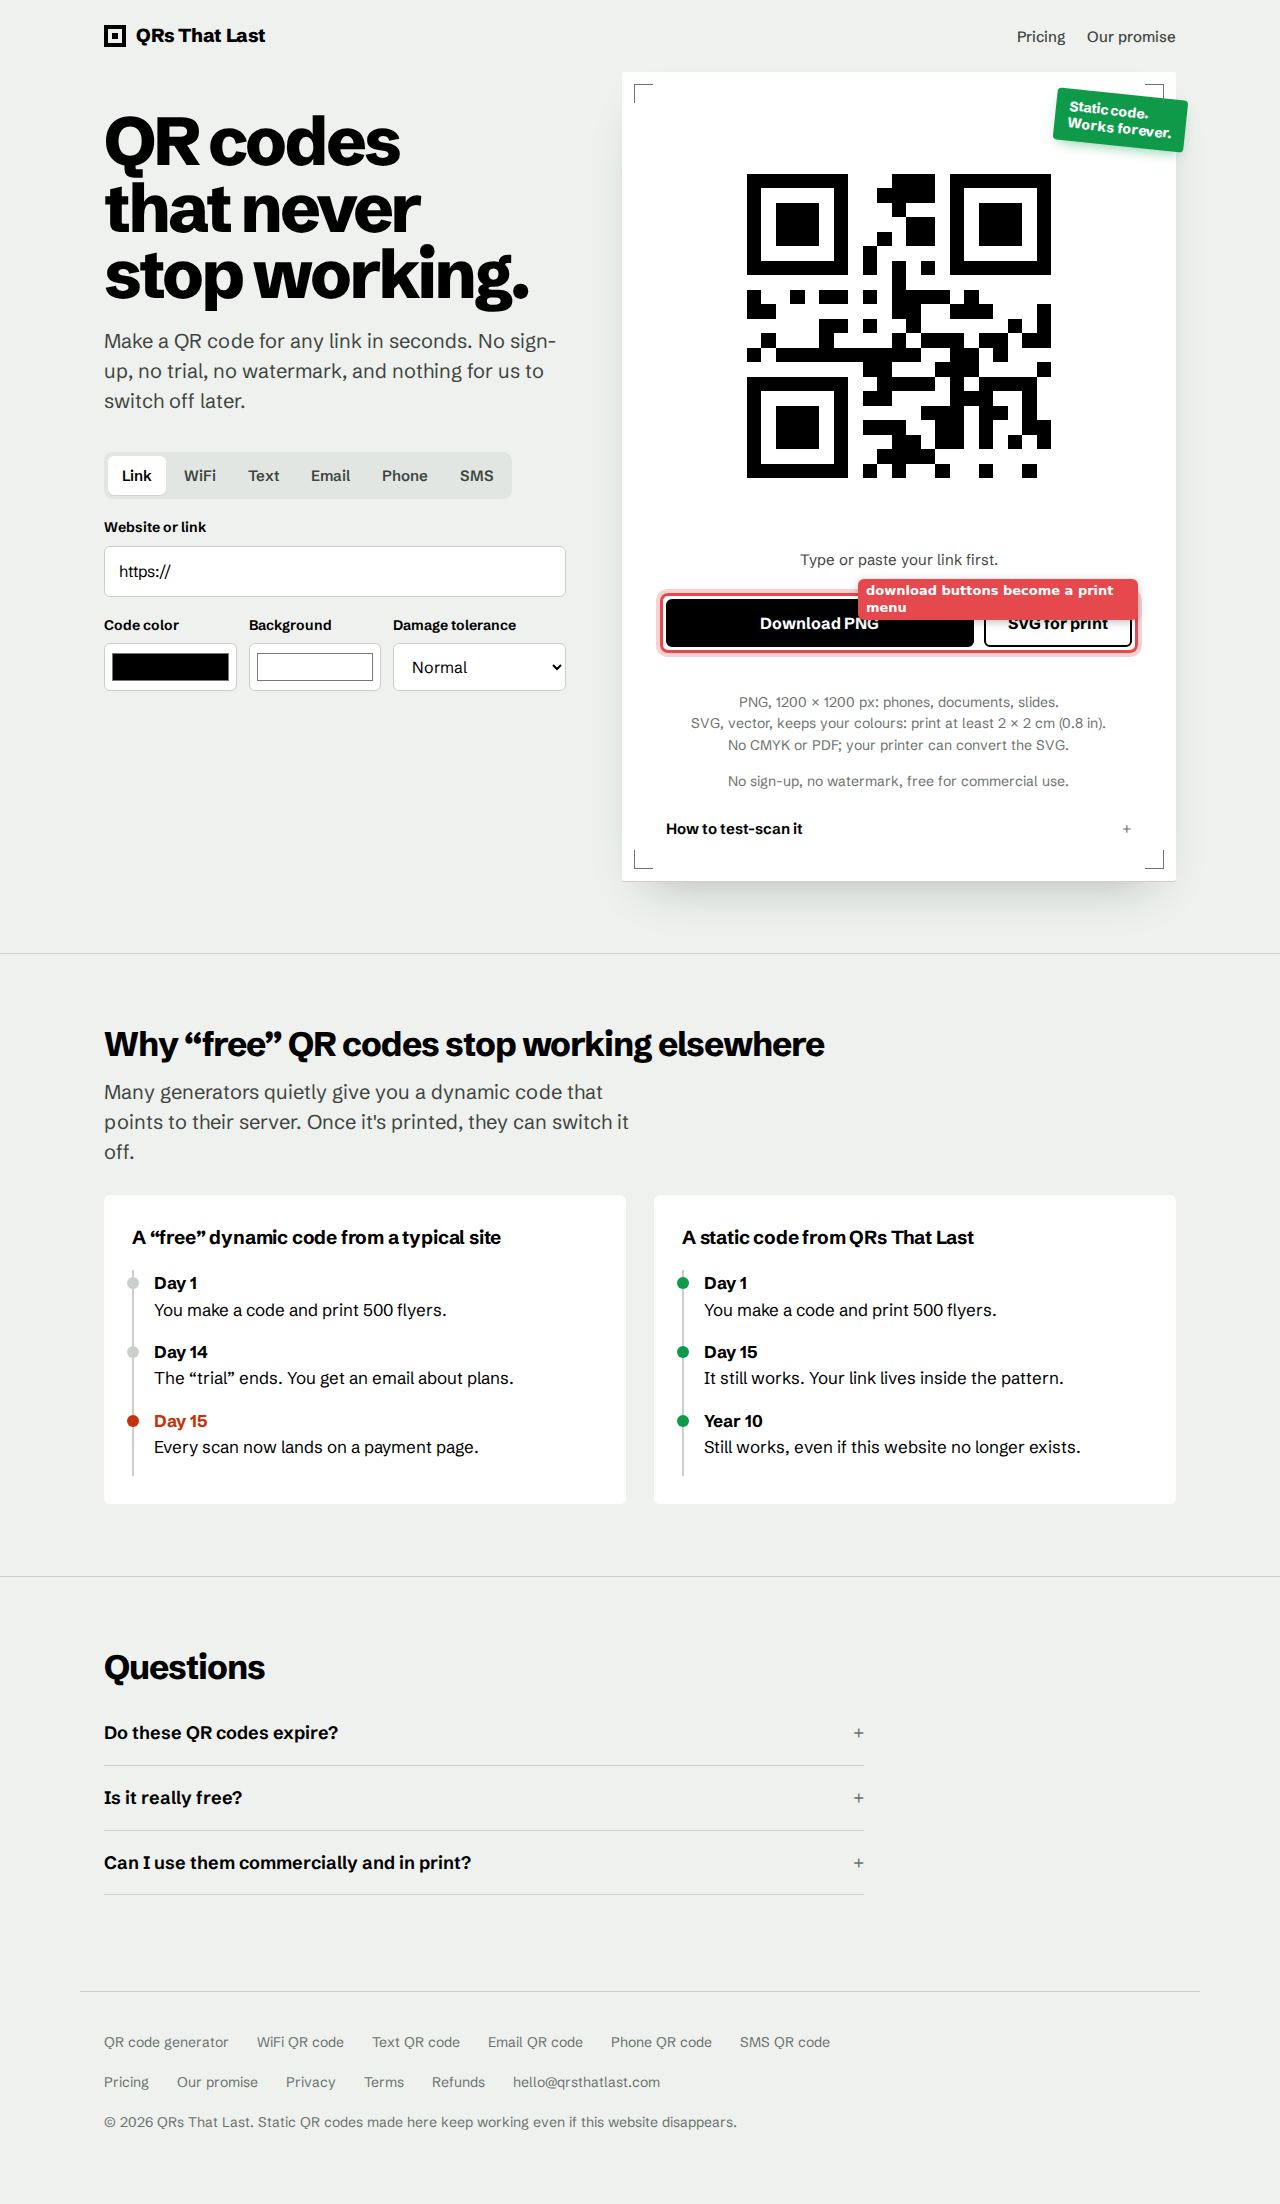 QRs That Last
Pricing
Our promise
QR codes
that never
stop working.
Make a QR code for any link in seconds. No sign-
up, no trial, no watermark, and nothing for us to
switch off later.
Link
WiFi
Text
Email
Phone
SMS
Website or link
https://
Code color
Background
Damage tolerance
Normal
Static code.
Works forever.
Type or paste your link first.
download buttons become a print
menu
Download PNG
SVG for print
PNG, 1200 × 1200 px: phones, documents, slides.
SVG, vector, keeps your colours: print at least 2 × 2 cm (0.8 in).
No CMYK or PDF; your printer can convert the SVG.
No sign-up, no watermark, free for commercial use.
How to test-scan it
+
Why “free” QR codes stop working elsewhere
Many generators quietly give you a dynamic code that
points to their server. Once it's printed, they can switch it
off.
A “free” dynamic code from a typical site
Day 1
You make a code and print 500 flyers.
Day 14
The “trial” ends. You get an email about plans.
Day 15
Every scan now lands on a payment page.
A static code from QRs That Last
Day 1
You make a code and print 500 flyers.
Day 15
It still works. Your link lives inside the pattern.
Year 10
Still works, even if this website no longer exists.
Questions
Do these QR codes expire?
+
Is it really free?
+
Can I use them commercially and in print?
+
QR code generator
WiFi QR code
Text QR code
Email QR code
Phone QR code
SMS QR code
Pricing
Our promise
Privacy
Terms
Refunds
hello@qrsthatlast.com
© 2026 QRs That Last. Static QR codes made here keep working even if this website disappears.